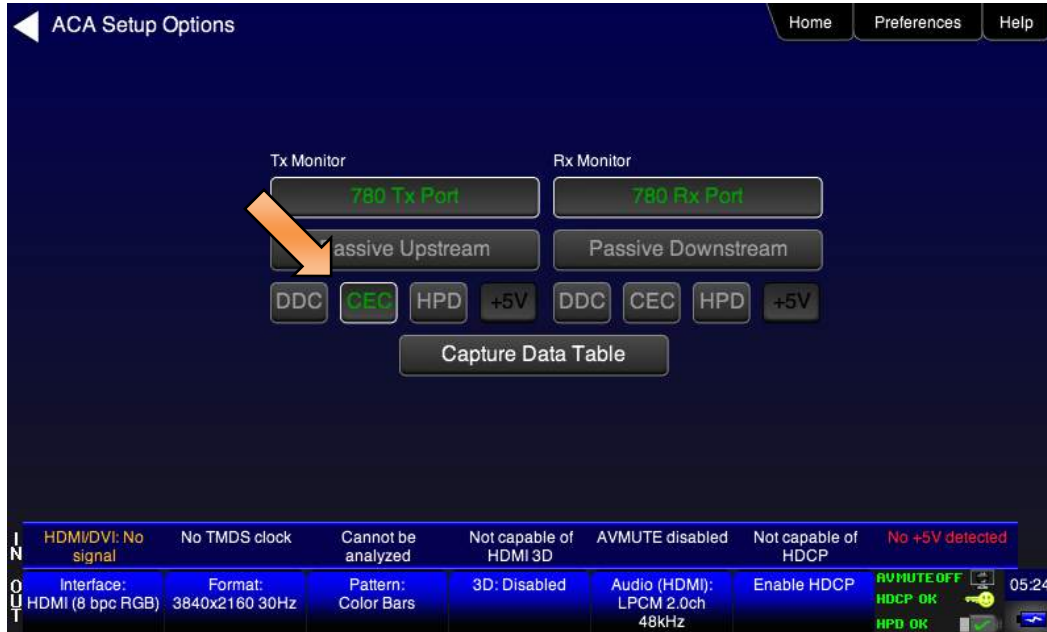 ACA Setup Options
Home
Preferences
Help
Tx Monitor
Rx Monitor
780 Tx Port
780 Rx Port
assive Upstream
Passive Downstream
DDC
CEC
HPD
+5V
DDC
CEC
HPD
+5V
Capture Data Table
IN
HDMI/DVI: No
signal
No TMDS clock
Cannot be
analyzed
Not capable of
HDMI 3D
AVMUTE disabled
Not capable of
HDCP
No +5V detected
OUT
Interface:
HDMI (8 bpc RGB)
Format:
3840x2160 30Hz
Pattern:
Color Bars
3D: Disabled
Audio (HDMI):
LPCM 2.0ch
48kHz
Enable HDCP
AVMUTE OFF
HDCP OK
HPD OK
05:24